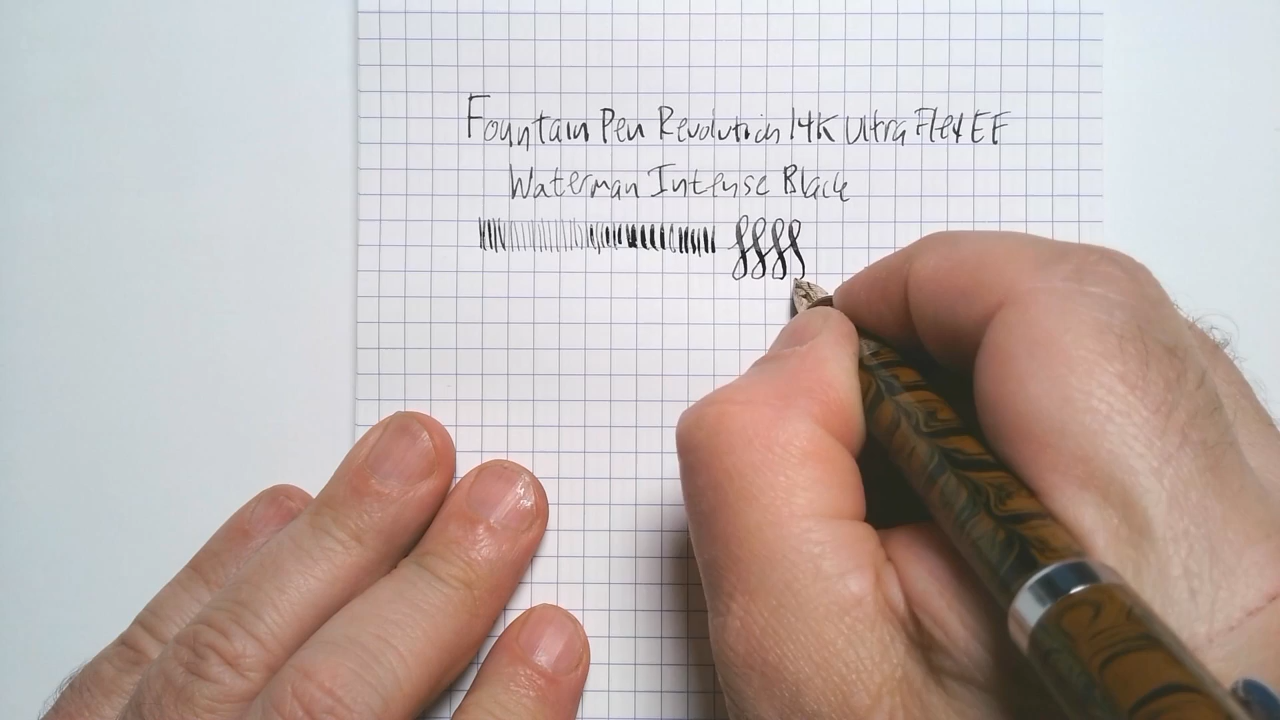 Fountain Pen Revolution 14K Ultra Flex EF
Waterman Intense Black